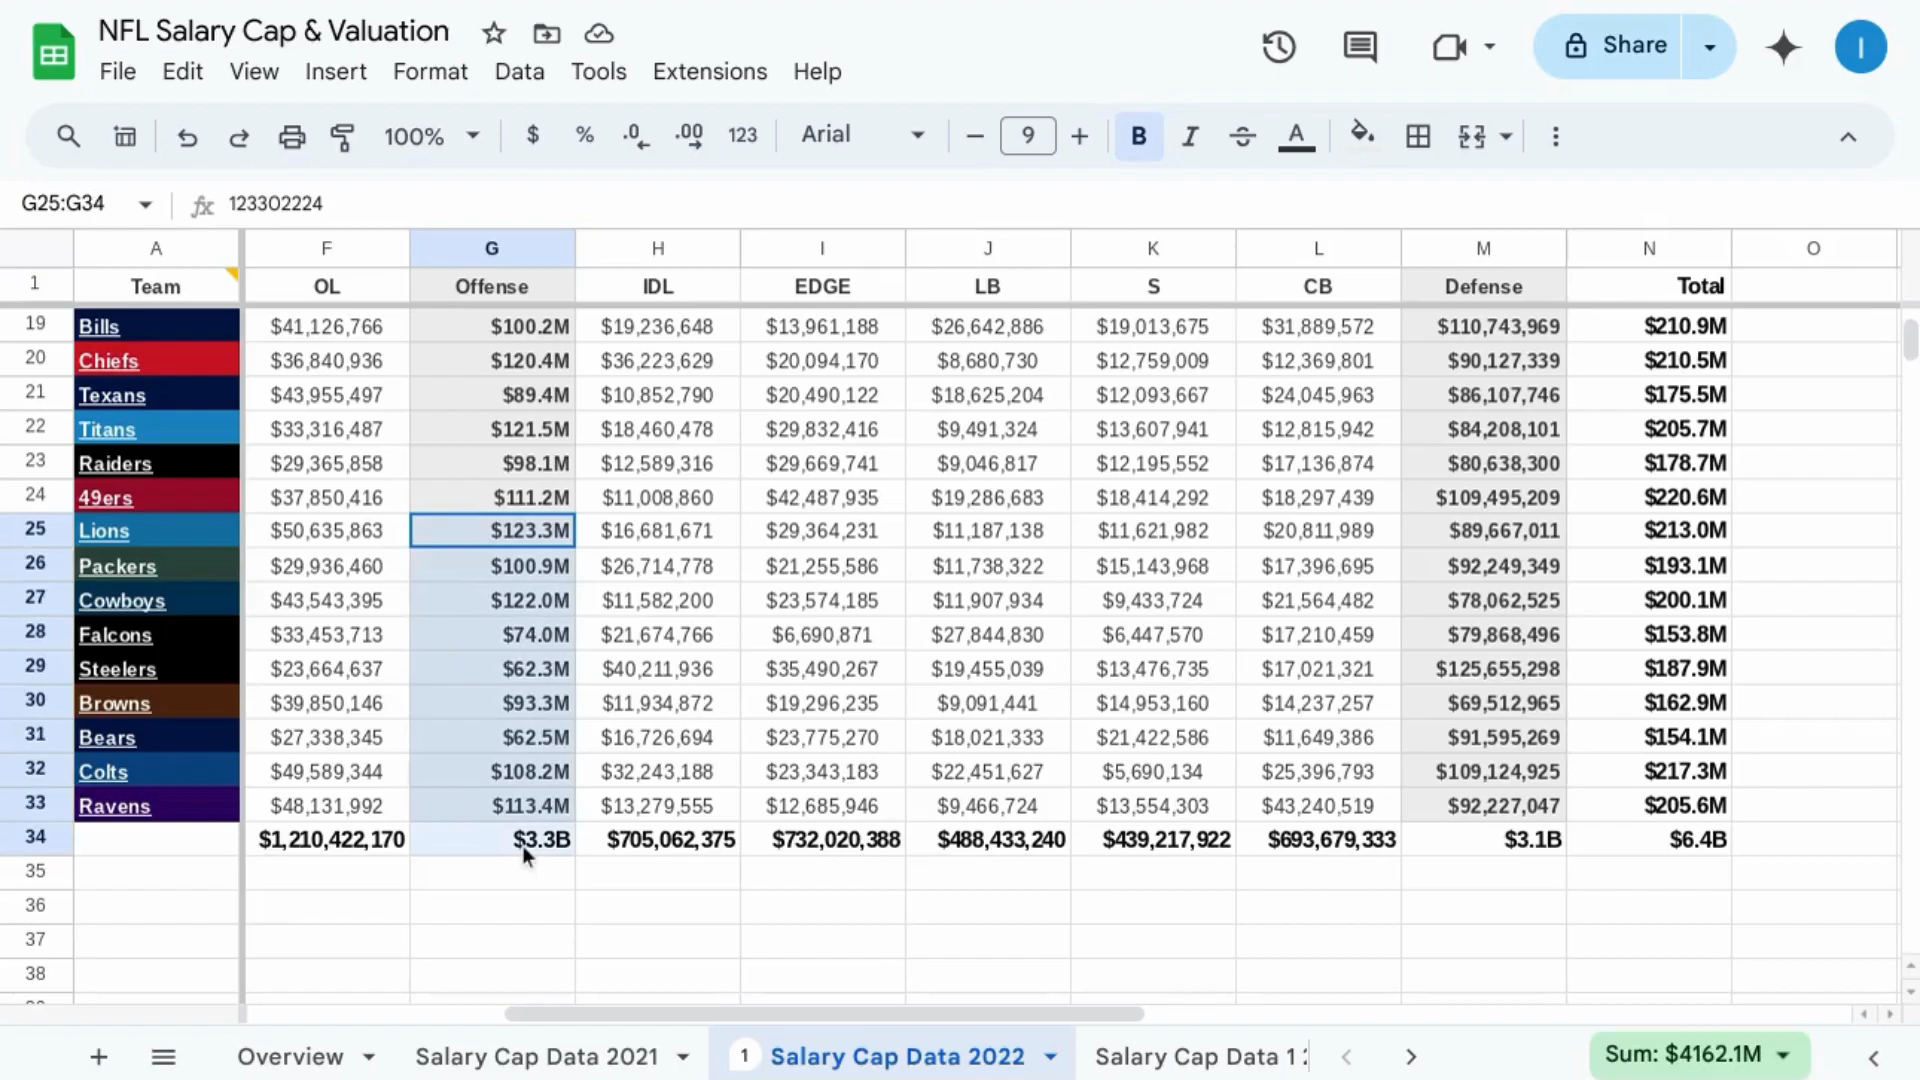 NFL Salary Cap & Valuation
File Edit View Insert Format Data Tools Extensions Help
Share
I
100% $ % .0 .00 123 Arial 9 B I S A
G25:G34 fx 123302224
A F G H I J K L M N O
1 Team OL Offense IDL EDGE LB S CB Defense Total
19 Bills $41,126,766 $100.2M $19,236,648 $13,961,188 $26,642,886 $19,013,675 $31,889,572 $110,743,969 $210.9M
20 Chiefs $36,840,936 $120.4M $36,223,629 $20,094,170 $8,680,730 $12,759,009 $12,369,801 $90,127,339 $210.5M
21 Texans $43,955,497 $89.4M $10,852,790 $20,490,122 $18,625,204 $12,093,667 $24,045,963 $86,107,746 $175.5M
22 Titans $33,316,487 $121.5M $18,460,478 $29,832,416 $9,491,324 $13,607,941 $12,815,942 $84,208,101 $205.7M
23 Raiders $29,365,858 $98.1M $12,589,316 $29,669,741 $9,046,817 $12,195,552 $17,136,874 $80,638,300 $178.7M
24 49ers $37,850,416 $111.2M $11,008,860 $42,487,935 $19,286,683 $18,414,292 $18,297,439 $109,495,209 $220.6M
25 Lions $50,635,863 $123.3M $16,681,671 $29,364,231 $11,187,138 $11,621,982 $20,811,989 $89,667,011 $213.0M
26 Packers $29,936,460 $100.9M $26,714,778 $21,255,586 $11,738,322 $15,143,968 $17,396,695 $92,249,349 $193.1M
27 Cowboys $43,543,395 $122.0M $11,582,200 $23,574,185 $11,907,934 $9,433,724 $21,564,482 $78,062,525 $200.1M
28 Falcons $33,453,713 $74.0M $21,674,766 $6,690,871 $27,844,830 $6,447,570 $17,210,459 $79,868,496 $153.8M
29 Steelers $23,664,637 $62.3M $40,211,936 $35,490,267 $19,455,039 $13,476,735 $17,021,321 $125,655,298 $187.9M
30 Browns $39,850,146 $93.3M $11,934,872 $19,296,235 $9,091,441 $14,953,160 $14,237,257 $69,512,965 $162.9M
31 Bears $27,338,345 $62.5M $16,726,694 $23,775,270 $18,021,333 $21,422,586 $11,649,386 $91,595,269 $154.1M
32 Colts $49,589,344 $108.2M $32,243,188 $23,343,183 $22,451,627 $5,690,134 $25,396,793 $109,124,925 $217.3M
33 Ravens $48,131,992 $113.4M $13,279,555 $12,685,946 $9,466,724 $13,554,303 $43,240,519 $92,227,047 $205.6M
34 $1,210,422,170 $3.3B $705,062,375 $732,020,388 $488,433,240 $439,217,922 $693,679,333 $3.1B $6.4B
35
36
37
38
Overview Salary Cap Data 2021 1 Salary Cap Data 2022 Salary Cap Data 1 Sum: $4162.1M